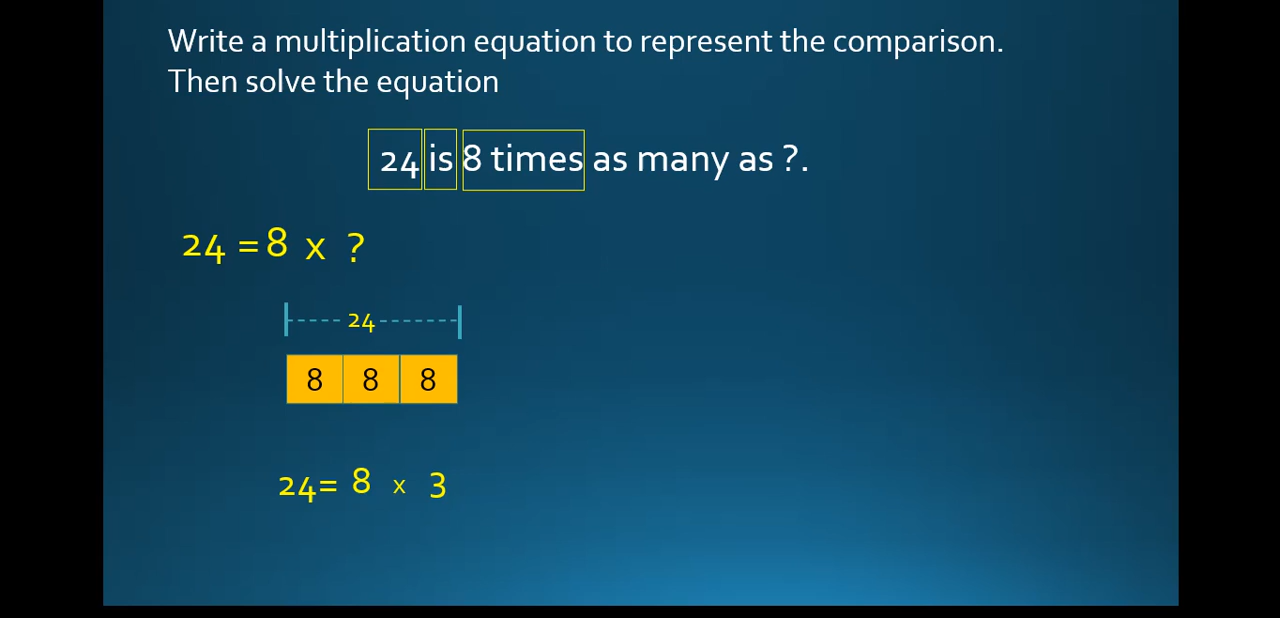 Write a multiplication equation to represent the comparison.
Then solve the equation
24 is 8 times as many as ?.
24 = 8 x ?
24
8 8 8
24= 8 x 3